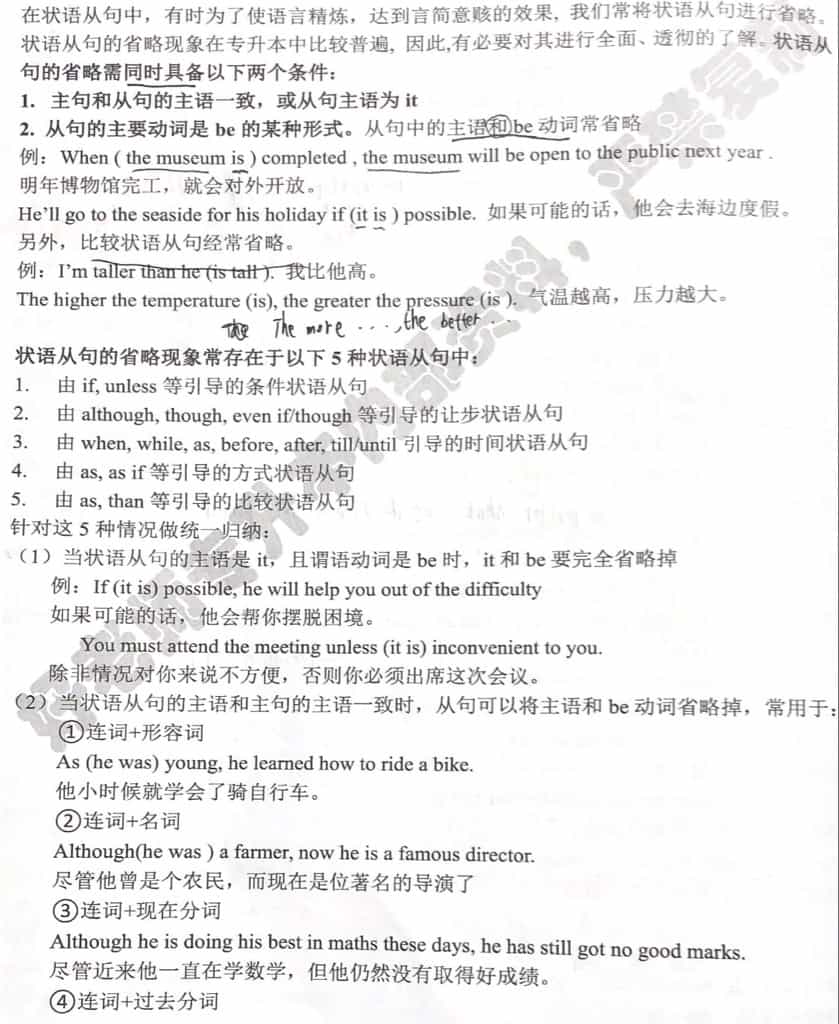 在状语从句中，有时为了使语言精炼，达到言简意赅的效果, 我们常将状语从句进行省略。
状语从句的省略现象在专升本中比较普遍, 因此,有必要对其进行全面、透彻的了解。状语从
句的省略需同时具备以下两个条件：
1. 主句和从句的主语一致，或从句主语为 it
2. 从句的主要动词是 be 的某种形式。从句中的主语和 be 动词常省略
例：When ( the museum is ) completed , the museum will be open to the public next year .
明年博物馆完工，就会对外开放。
He’ll go to the seaside for his holiday if (it is ) possible. 如果可能的话，他会去海边度假。
另外，比较状语从句经常省略。
例：I’m taller than he (is tall ). 我比他高。
The higher the temperature (is), the greater the pressure (is ). 气温越高，压力越大。
The more ..., the better ..
状语从句的省略现象常存在于以下 5 种状语从句中：
1. 由 if, unless 等引导的条件状语从句
2. 由 although, though, even if/though 等引导的让步状语从句
3. 由 when, while, as, before, after, till/until 引导的时间状语从句
4. 由 as, as if 等引导的方式状语从句
5. 由 as, than 等引导的比较状语从句
针对这 5 种情况做统一归纳：
（1）当状语从句的主语是 it，且谓语动词是 be 时，it 和 be 要完全省略掉
例：If (it is) possible, he will help you out of the difficulty
如果可能的话，他会帮你摆脱困境。
You must attend the meeting unless (it is) inconvenient to you.
除非情况对你来说不方便，否则你必须出席这次会议。
（2）当状语从句的主语和主句的主语一致时，从句可以将主语和 be 动词省略掉，常用于：
①连词+形容词
As (he was) young, he learned how to ride a bike.
他小时候就学会了骑自行车。
②连词+名词
Although(he was ) a farmer, now he is a famous director.
尽管他曾是个农民，而现在是位著名的导演了
③连词+现在分词
Although he is doing his best in maths these days, he has still got no good marks.
尽管近来他一直在学数学，但他仍然没有取得好成绩。
④连词+过去分词
好老师专升学内部资料，严禁复制